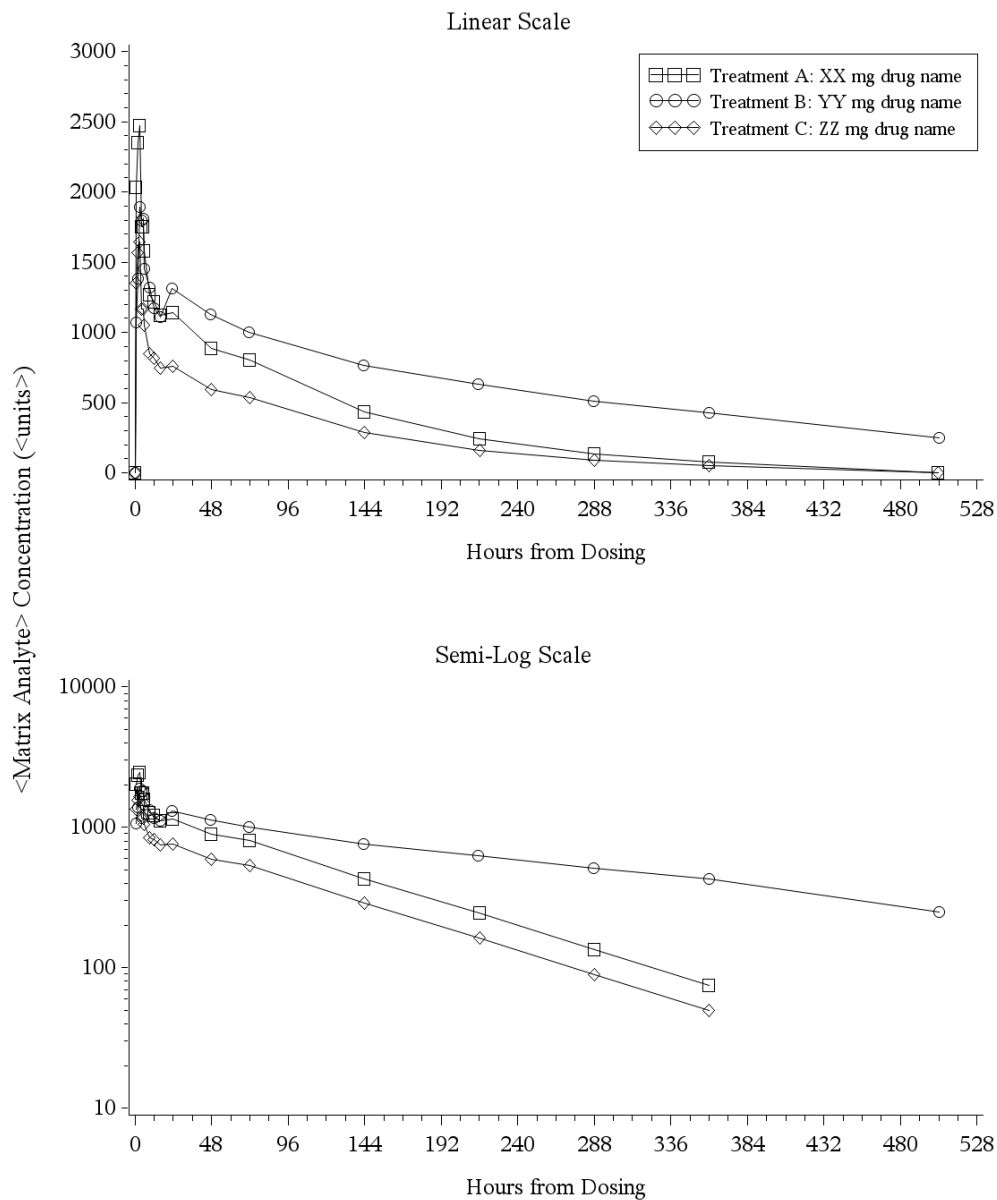 Linear Scale
3000
2500
2000
1500
1000
500
0
Treatment A: XX mg drug name
Treatment B: YY mg drug name
Treatment C: ZZ mg drug name
0 48 96 144 192 240 288 336 384 432 480 528
Hours from Dosing
<Matrix Analyte> Concentration (<units>)
Semi-Log Scale
10000
1000
100
10
0 48 96 144 192 240 288 336 384 432 480 528
Hours from Dosing